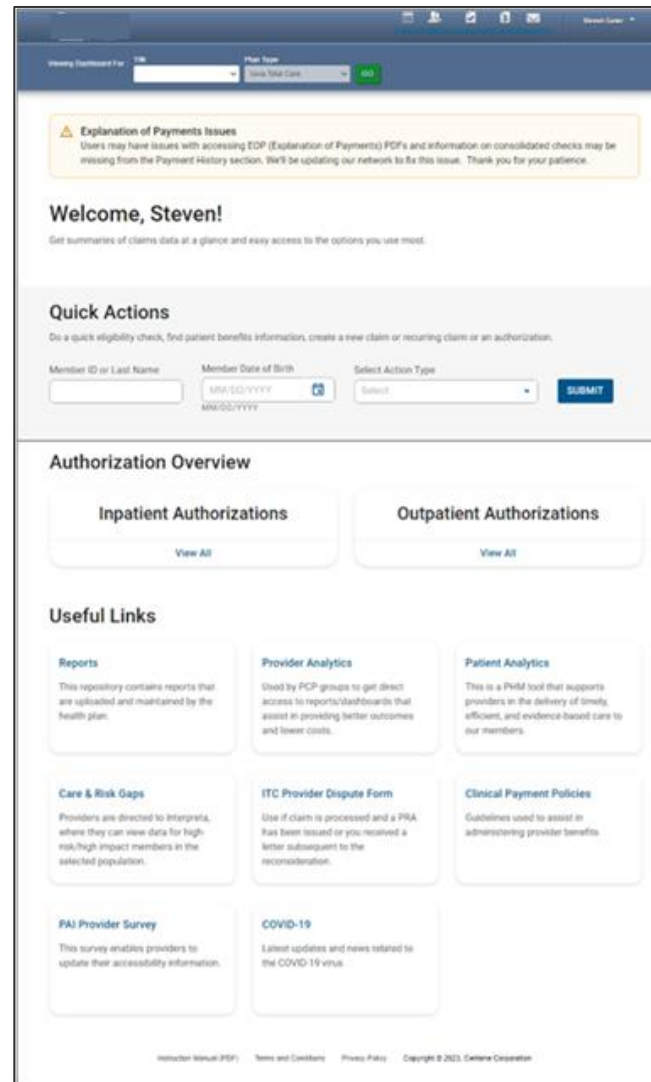 Viewing Dashboard For
TIN
Plan Type
Iowa Total Care
GO
Explanation of Payments Issues
Users may have issues with accessing EOP (Explanation of Payments) PDFs and information on consolidated checks may be
missing from the Payment History section. We'll be updating our network to fix this issue. Thank you for your patience.
Welcome, Steven!
Get summaries of claims data at a glance and easy access to the options you use most.
Quick Actions
Do a quick eligibility check, find patient benefits information, create a new claim or recurring claim or an authorization.
Member ID or Last Name
Member Date of Birth
Select Action Type
MM/DD/YYYY
Select
SUBMIT
MM/DD/YYYY
Authorization Overview
Inpatient Authorizations
Outpatient Authorizations
View All
View All
Useful Links
Reports
This repository contains reports that
are uploaded and maintained by the
health plan.
Provider Analytics
Used by PCP groups to get direct
access to reports/dashboards that
assist in providing better outcomes
and lower costs.
Patient Analytics
This is a PHM tool that supports
providers in the delivery of timely,
efficient, and evidence-based care to
our members.
Care & Risk Gaps
Providers are directed to Interpreta,
where they can view data for high
risk/high impact members in the
selected population.
ITC Provider Dispute Form
Use if claim is processed and a PRA
has been issued or you received a
letter subsequent to the
reconsideration.
Clinical Payment Policies
Guidelines used to assist in
administering provider benefits
PAI Provider Survey
This survey enables providers to
update their accessibility information.
COVID-19
Latest updates and news related to
the COVID-19 virus
Instruction Manual (PDF) Terms and Conditions Privacy Policy Copyright © 2023, Centene Corporation